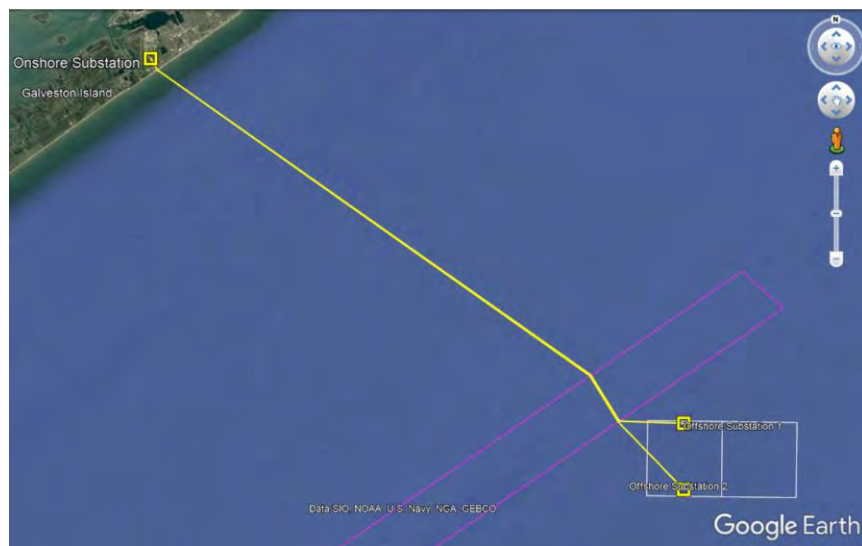 N
Onshore Substation
Galveston Island
Offshore Substation 1
Offshore Substation 2
Data SIO, NOAA, U.S. Navy, NGA, GEBCO
Google Earth